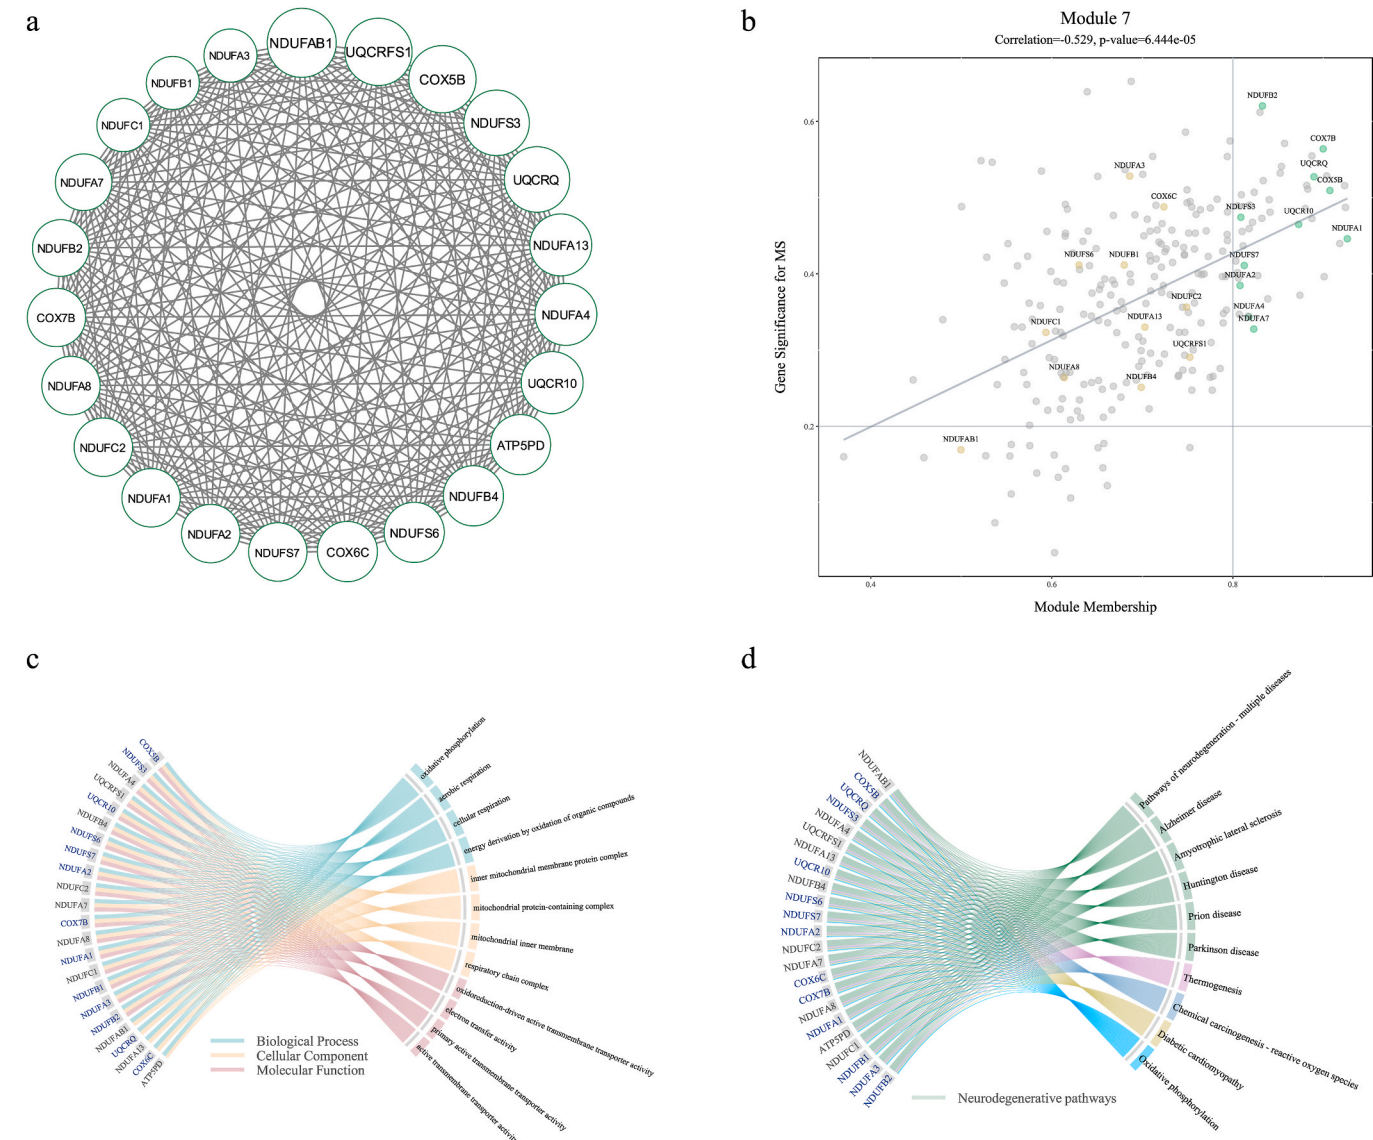 a
NDUFAB1
UQCRFS1
COX5B
NDUFS3
UQCRQ
NDUFA13
NDUFA4
UQCR10
ATP5PD
NDUFB4
NDUFS6
COX6C
NDUFS7
NDUFA2
NDUFA1
NDUFC2
NDUFA8
COX7B
NDUFB2
NDUFA7
NDUFC1
NDUFB1
NDUFA3
b
Module 7
Correlation=-0.529, p-value=6.444e-05
Gene Significance for MS
0.6
0.4
0.2
NDUFB2
COX7B
NDUFA3
UQCRQ
COX5B
COX6C
NDUFS3
UQCR10
NDUFA1
NDUFS6
NDUFB1
NDUFS7
NDUFA2
NDUFC2
NDUFA4
NDUFC1
NDUFA13
NDUFA7
UQCRFS1
NDUFA8
NDUFB4
NDUFAB1
0.4
0.6
0.8
Module Membership
c
COX5B
NDUFS3
NDUFA4
UQCRFS1
UQCR10
NDUFB4
NDUFS6
NDUFS7
NDUFA2
NDUFC2
NDUFA7
COX7B
NDUFA8
NDUFA1
NDUFC1
NDUFB1
NDUFA3
NDUFB2
NDUFAB1
UQCRQ
NDUFA13
COX6C
ATP5PD
oxidative phosphorylation
aerobic respiration
cellular respiration
energy derivation by oxidation of organic compounds
inner mitochondrial membrane protein complex
mitochondrial protein-containing complex
mitochondrial inner membrane
respiratory chain complex
oxidoreduction-driven active transmembrane transporter activity
electron transfer activity
primary active transmembrane transporter activity
active transmembrane transporter activity
Biological Process
Cellular Component
Molecular Function
d
NDUFAB1
COX5B
UQCRQ
NDUFS3
NDUFA4
UQCRFS1
NDUFA13
UQCR10
NDUFB4
NDUFS6
NDUFS7
NDUFA2
NDUFC2
NDUFA7
COX6C
COX7B
NDUFA8
NDUFA1
ATP5PD
NDUFC1
NDUFB1
NDUFA3
NDUFB2
Pathways of neurodegeneration - multiple diseases
Alzheimer disease
Amyotrophic lateral sclerosis
Huntington disease
Prion disease
Parkinson disease
Thermogenesis
Chemical carcinogenesis - reactive oxygen species
Diabetic cardiomyopathy
Oxidative phosphorylation
Neurodegenerative pathways